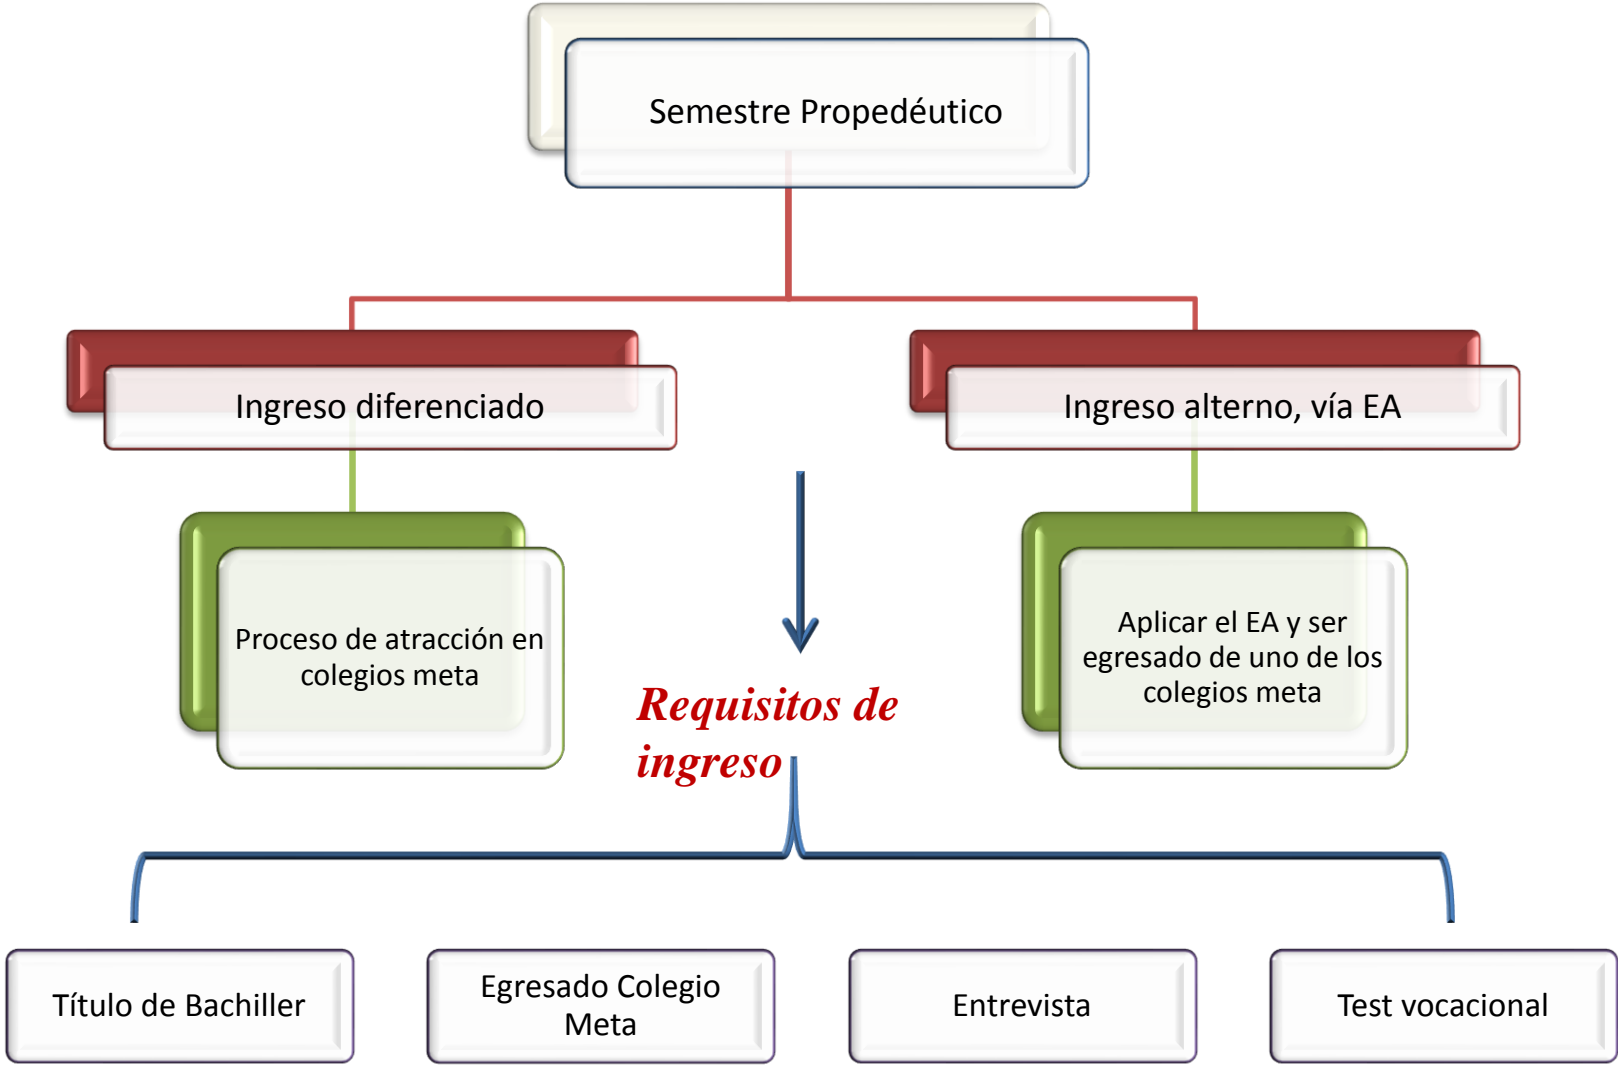 Semestre Propedéutico
Ingreso diferenciado
Ingreso alterno, vía EA
Proceso de atracción en
colegios meta
Aplicar el EA y ser
egresado de uno de los
colegios meta
Requisitos de
ingreso
Título de Bachiller
Egresado Colegio
Meta
Entrevista
Test vocacional